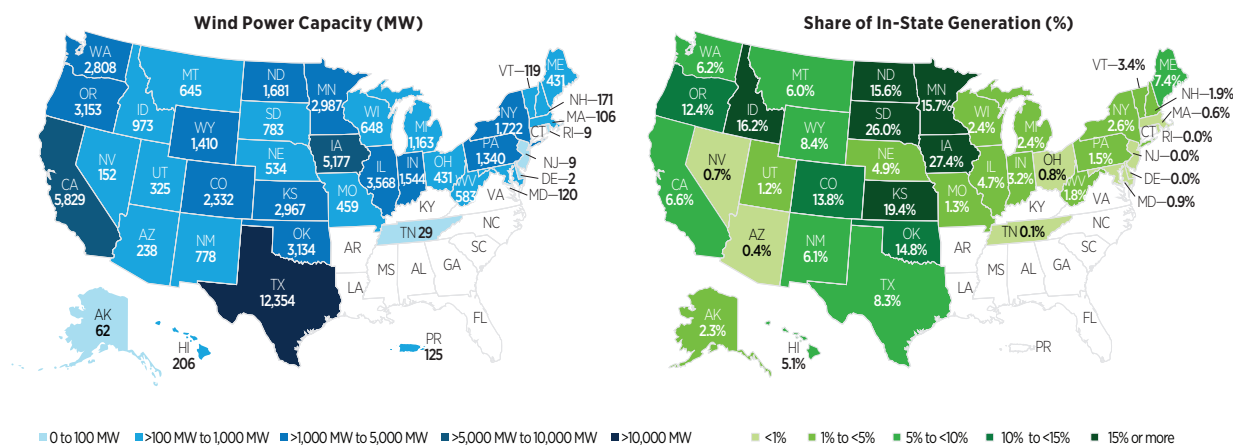 Wind Power Capacity (MW)
WA
2,808
OR
3,153
CA
5,829
NV
152
ID
973
MT
645
WY
1,410
UT
325
AZ
238
CO
2,332
NM
778
ND
1,681
SD
783
NE
534
KS
2,967
OK
3,134
TX
12,354
MN
2,987
IA
5,177
MO
459
AR
LA
WI
648
IL
3,568
MI
1,163
IN
1,544
OH
431
KY
TN 29
MS
AL
GA
FL
SC
NC
VA
WV
583
PA
1,340
NY
1,722
VT—119
ME
431
NH—171
MA—106
CT
RI—9
NJ—9
DE—2
MD—120
AK
62
HI
206
PR
125
0 to 100 MW
>100 MW to 1,000 MW
>1,000 MW to 5,000 MW
>5,000 MW to 10,000 MW
>10,000 MW
Share of In-State Generation (%)
WA
6.2%
OR
12.4%
CA
6.6%
NV
0.7%
ID
16.2%
MT
6.0%
WY
8.4%
UT
1.2%
AZ
0.4%
CO
13.8%
NM
6.1%
ND
15.6%
SD
26.0%
NE
4.9%
KS
19.4%
OK
14.8%
TX
8.3%
MN
15.7%
IA
27.4%
MO
1.3%
AR
LA
WI
2.4%
IL
4.7%
MI
2.4%
IN
3.2%
OH
0.8%
KY
TN 0.1%
MS
AL
GA
FL
SC
NC
VA
WV
1.8%
PA
1.5%
NY
2.6%
VT—3.4%
ME
7.4%
NH—1.9%
MA—0.6%
CT
RI—0.0%
NJ—0.0%
DE—0.0%
MD—0.9%
AK
2.3%
HI
5.1%
PR
<1%
1% to <5%
5% to <10%
10% to <15%
15% or more